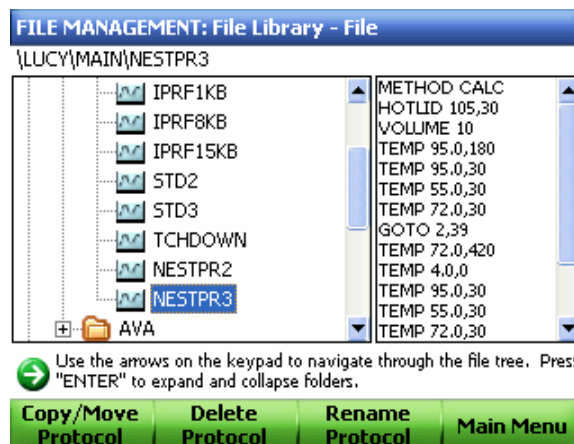 FILE MANAGEMENT: File Library - File
\LUCY\MAIN\NESTPR3
IPRF1KB
IPRF8KB
IPRF15KB
STD2
STD3
TCHDOWN
NESTPR2
NESTPR3
AVA
METHOD CALC
HOTLID 105,30
VOLUME 10
TEMP 95.0,180
TEMP 95.0,30
TEMP 55.0,30
TEMP 72.0,30
GOTO 2,39
TEMP 72.0,420
TEMP 4.0,0
TEMP 95.0,30
TEMP 55.0,30
TEMP 72.0,30
Use the arrows on the keypad to navigate through the file tree. Press
"ENTER" to expand and collapse folders.
Copy/Move
Protocol
Delete
Protocol
Rename
Protocol
Main Menu